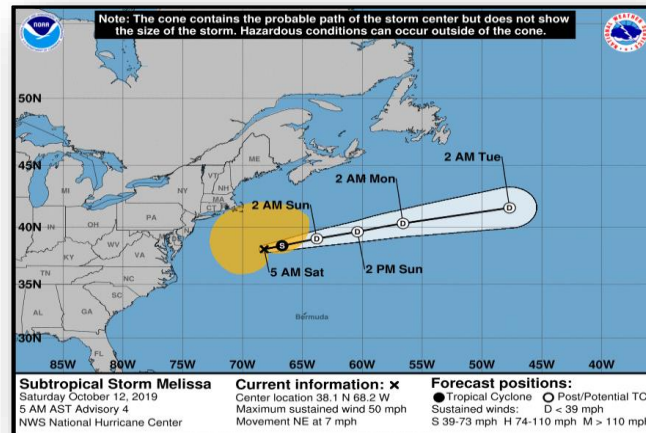 Note: The cone contains the probable path of the storm center but does not show
the size of the storm. Hazardous conditions can occur outside of the cone.
NOAA
50N
45N
40N
35N
30N
ME
VT
NH
MA
CT
NY
MI
PA
IN
OH
WV
VA
KY
TN
NC
SC
AL
GA
FL
2 AM Tue
2 AM Mon
2 AM Sun
2 PM Sun
5 AM Sat
S
D
D
D
D
Bermuda
85W 80W 75W 70W 65W 60W 55W 50W 45W 40W
Subtropical Storm Melissa
Saturday October 12, 2019
5 AM AST Advisory 4
NWS National Hurricane Center
Current information: x
Center location 38.1 N 68.2 W
Maximum sustained wind 50 mph
Movement NE at 7 mph
Forecast positions:
Tropical Cyclone Post/Potential TC
Sustained winds: D < 39 mph
S 39-73 mph H 74-110 mph M > 110 mph